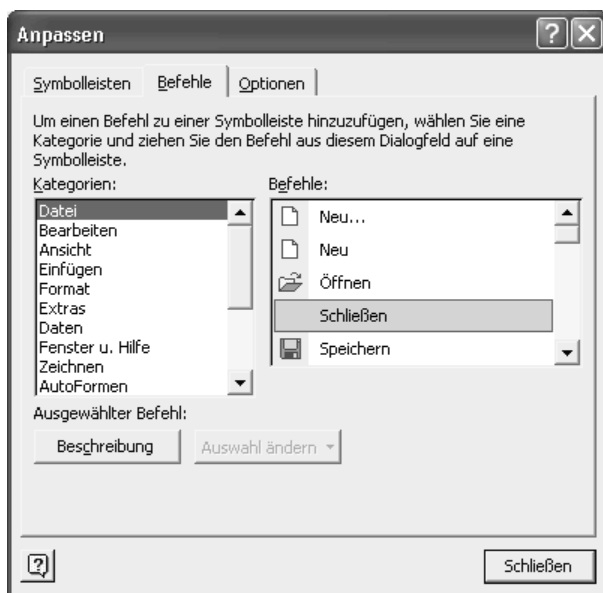 Anpassen
Symbolleisten Befehle Optionen
Um einen Befehl zu einer Symbolleiste hinzuzufügen, wählen Sie eine
Kategorie und ziehen Sie den Befehl aus diesem Dialogfeld auf eine
Symbolleiste.
Kategorien:
Datei
Bearbeiten
Ansicht
Einfügen
Format
Extras
Daten
Fenster u. Hilfe
Zeichnen
AutoFormen
Befehle:
Neu...
Neu
Öffnen
Schließen
Speichern
Ausgewählter Befehl:
Beschreibung Auswahl ändern
Schließen